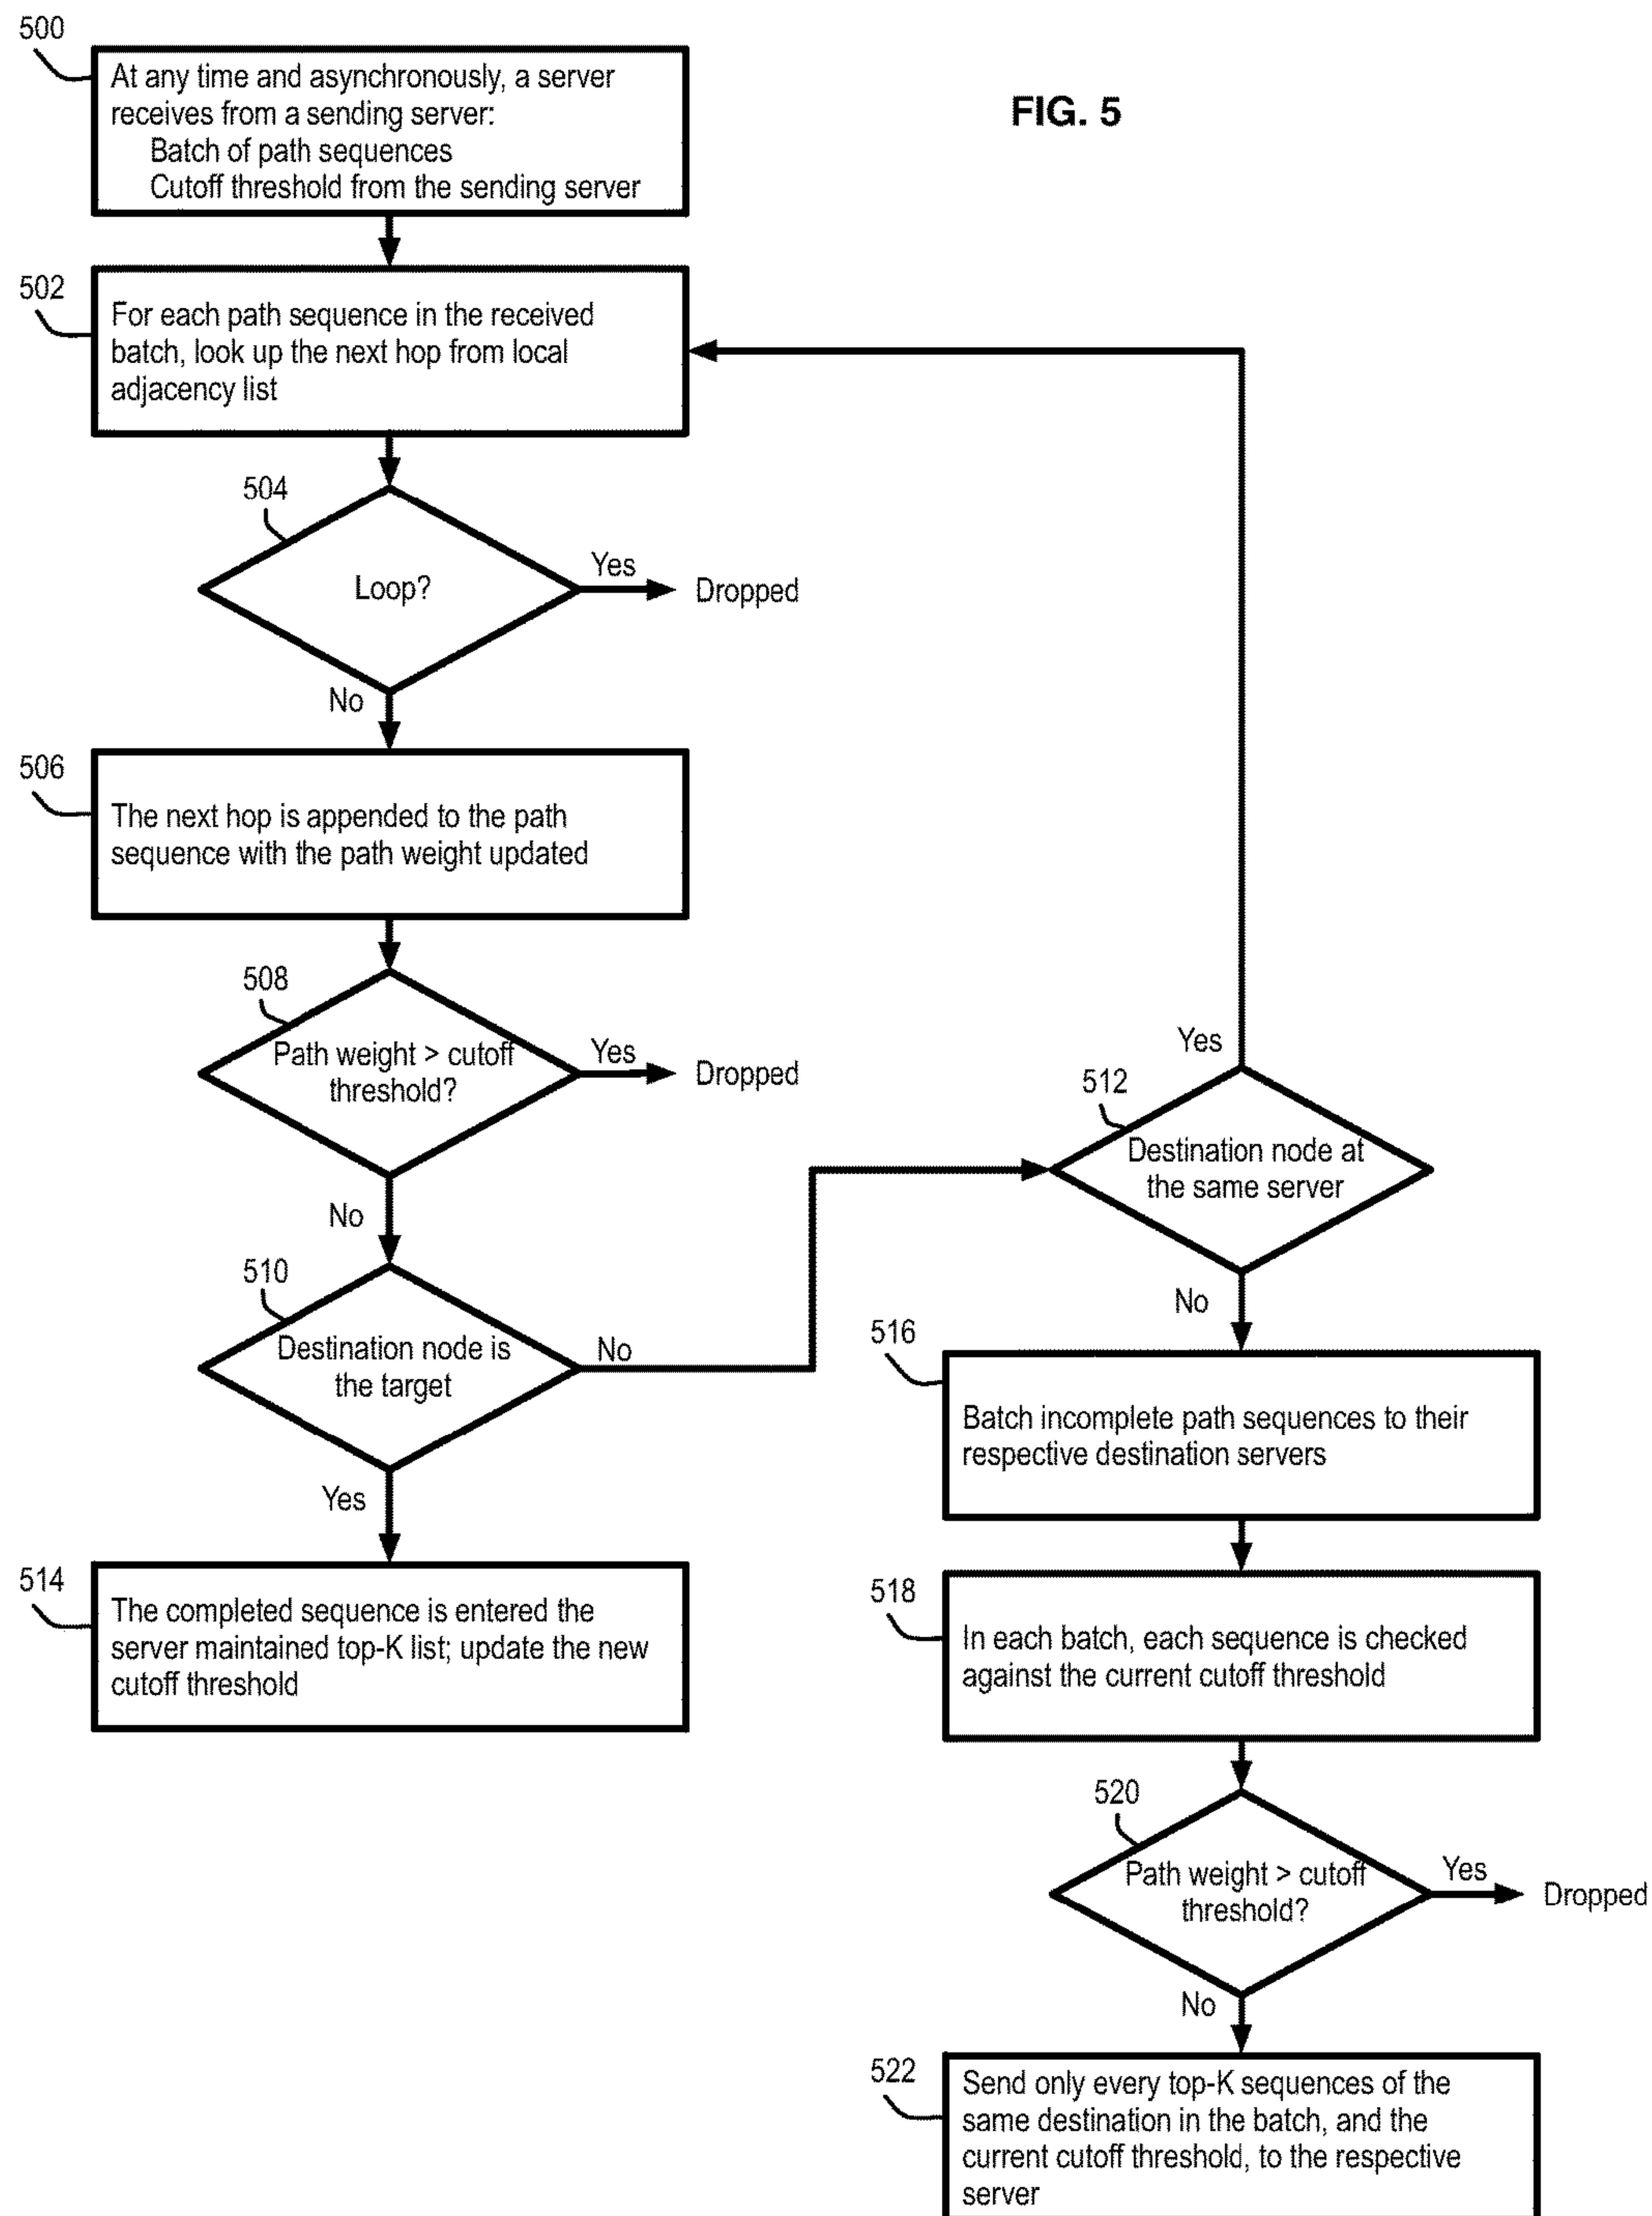 500
At any time and asynchronously, a server
receives from a sending server:
Batch of path sequences
Cutoff threshold from the sending server
FIG. 5
502
For each path sequence in the received
batch, look up the next hop from local
adjacency list
504
Loop?
Yes
Dropped
No
506
The next hop is appended to the path
sequence with the path weight updated
508
Path weight > cutoff
threshold?
Yes
Dropped
No
510
Destination node is
the target
No
Yes
514
The completed sequence is entered the
server maintained top-K list; update the new
cutoff threshold
Yes
512
Destination node at
the same server
No
516
Batch incomplete path sequences to their
respective destination servers
518
In each batch, each sequence is checked
against the current cutoff threshold
520
Path weight > cutoff
threshold?
Yes
Dropped
No
522
Send only every top-K sequences of the
same destination in the batch, and the
current cutoff threshold, to the respective
server